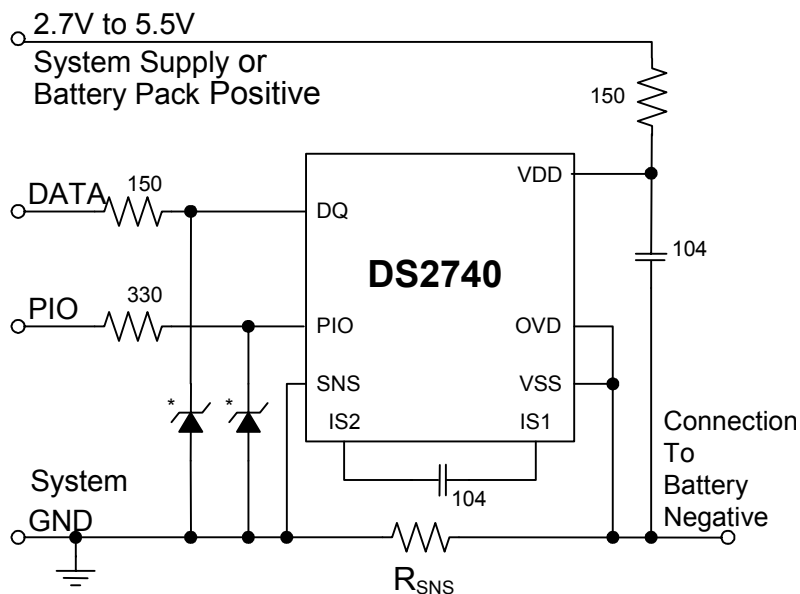 2.7V to 5.5V
System Supply or
Battery Pack Positive
150
VDD
DATA
150
DQ
104
DS2740
PIO
330
PIO
OVD
SNS
VSS
*
*
IS2
IS1
Connection
To
Battery
Negative
104
System
GND
RSNS